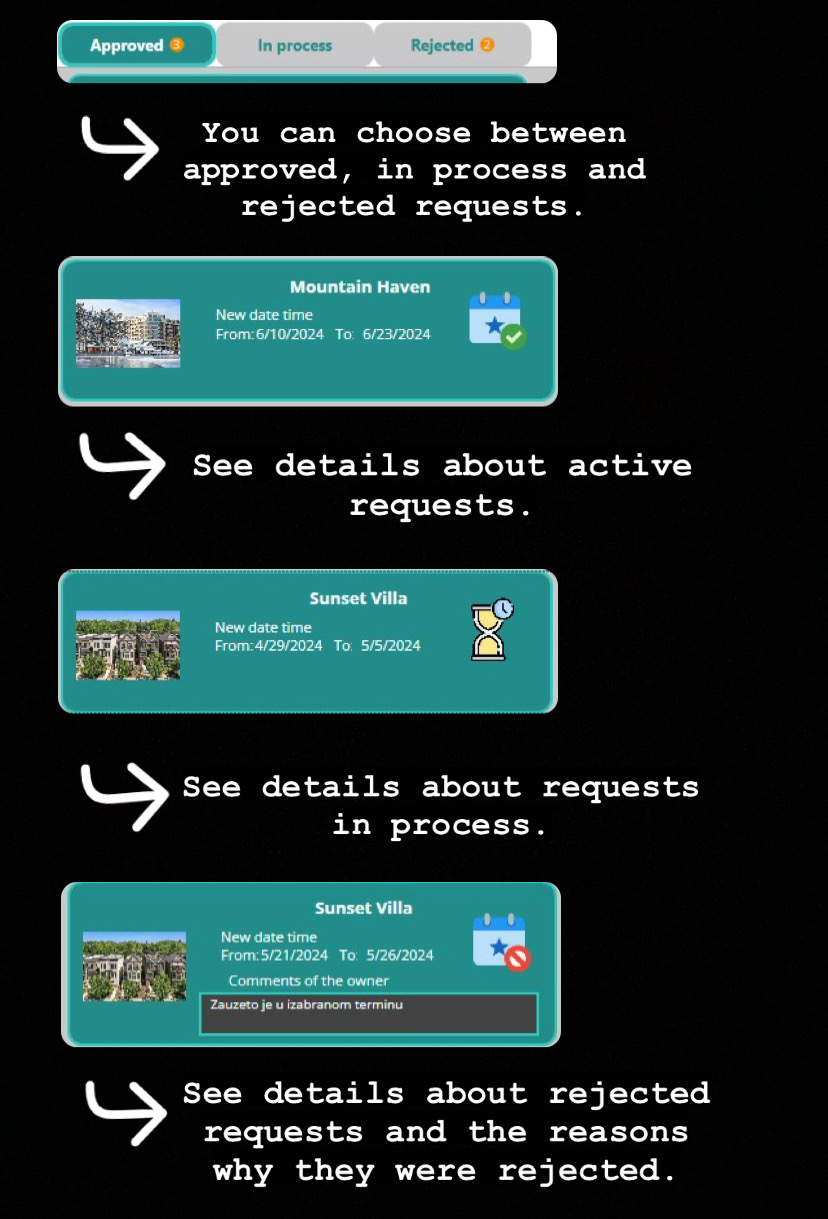 Approved 3 In process Rejected 2
You can choose between
approved, in process and
rejected requests.
Mountain Haven
New date time
From:6/10/2024 To: 6/23/2024
See details about active
requests.
Sunset Villa
New date time
From:4/29/2024 To: 5/5/2024
See details about requests
in process.
Sunset Villa
New date time
From:5/21/2024 To: 5/26/2024
Comments of the owner
Zauzeto je u izabranom terminu
See details about rejected
requests and the reasons
why they were rejected.